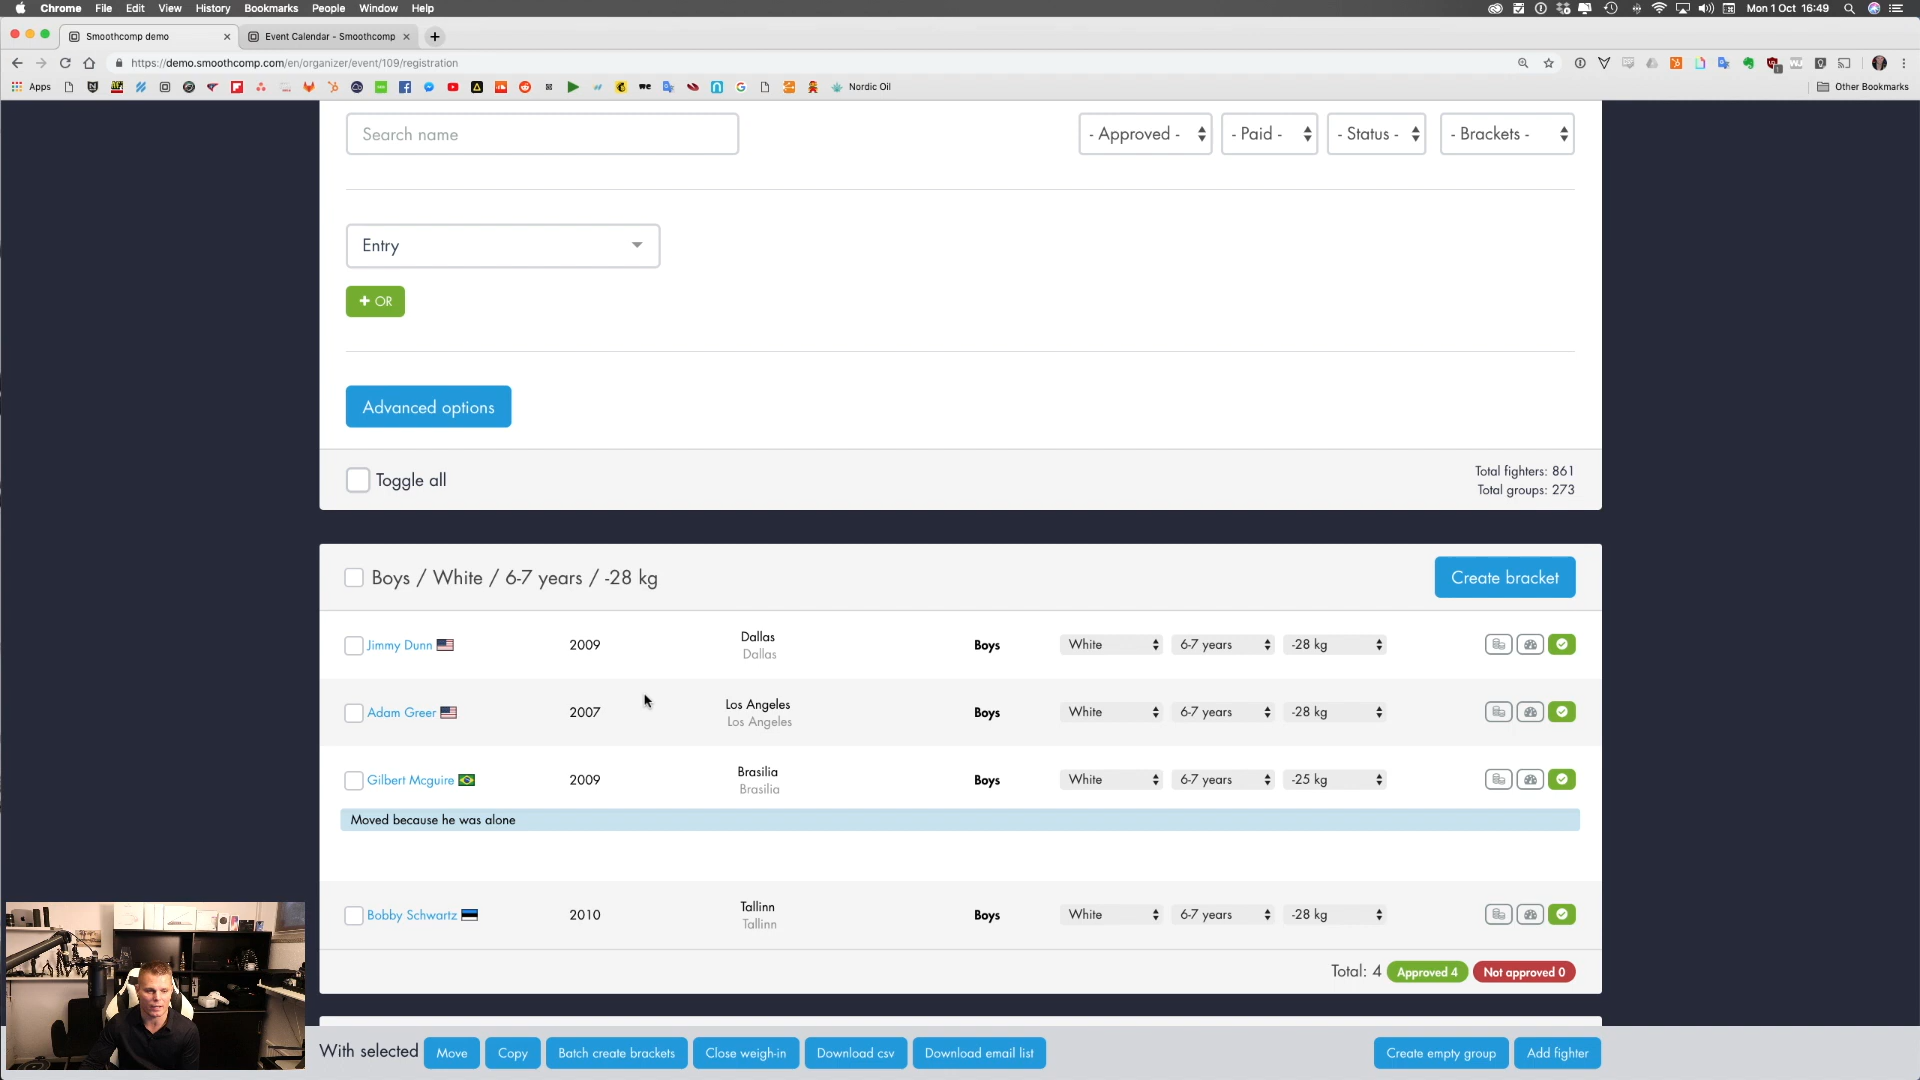 Chrome File Edit View History Bookmarks People Window Help
Mon 1 Oct 16:49
Smoothcomp demo
Event Calendar - Smoothcomp
https://demo.smoothcomp.com/en/organizer/event/109/registration
Apps
Nordic Oil
Other Bookmarks
Search name
- Approved - - Paid - - Status - - Brackets -
Entry
+ OR
Advanced options
Toggle all
Total fighters: 861
Total groups: 273
Boys / White / 6-7 years / -28 kg
Create bracket
Jimmy Dunn 2009 Dallas Boys White 6-7 years -28 kg
Dallas
Adam Greer 2007 Los Angeles Boys White 6-7 years -28 kg
Los Angeles
Gilbert Mcguire 2009 Brasilia Boys White 6-7 years -25 kg
Brasilia
Moved because he was alone
Bobby Schwartz 2010 Tallinn Boys White 6-7 years -28 kg
Tallinn
Total: 4 Approved 4 Not approved 0
With selected Move Copy Batch create brackets Close weigh-in Download csv Download email list Create empty group Add fighter